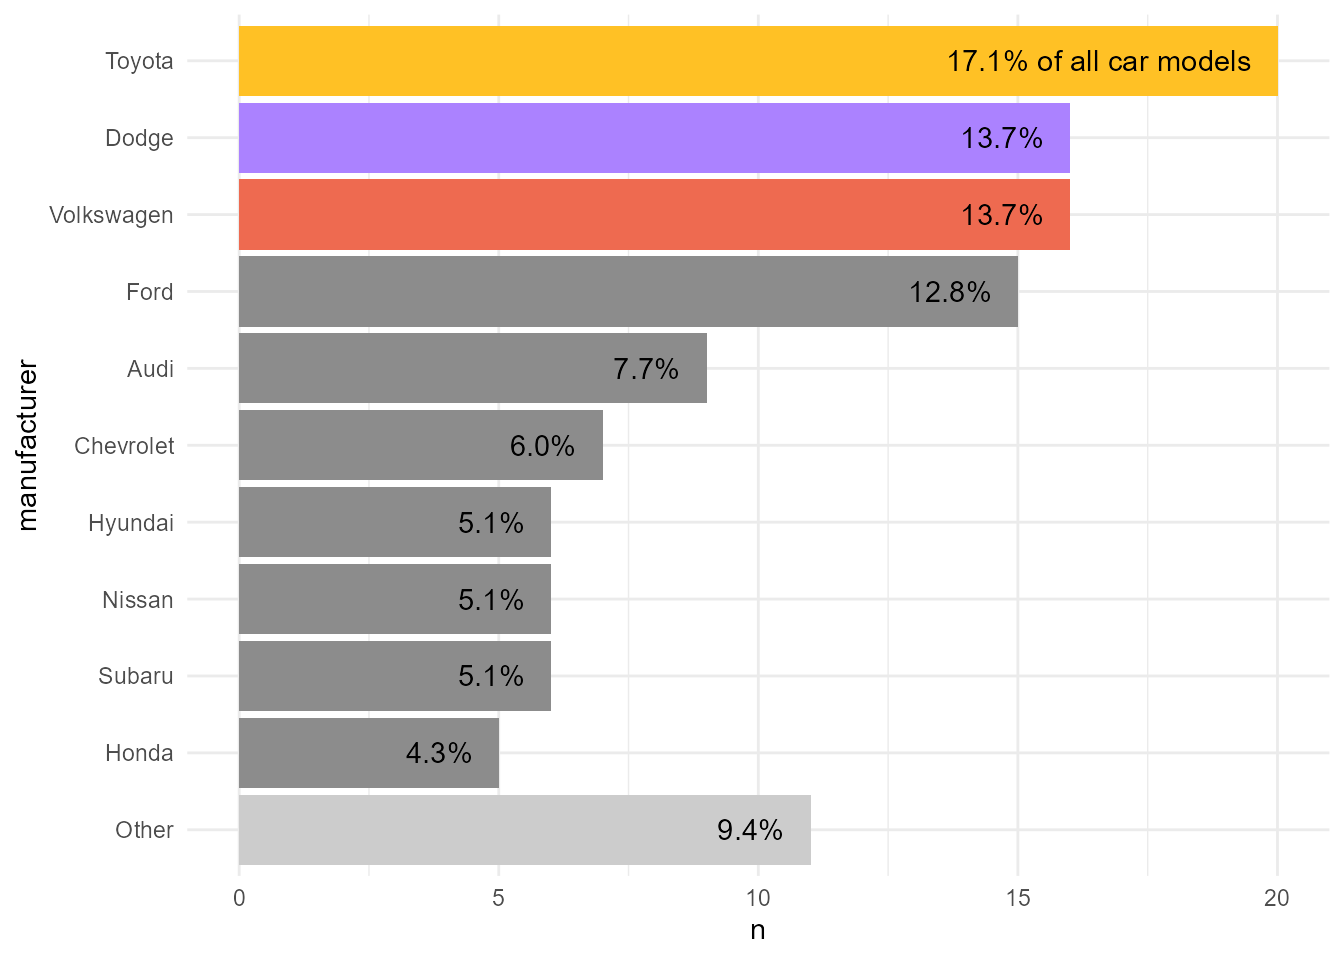 Toyota 17.1% of all car models
Dodge 13.7%
Volkswagen 13.7%
Ford 12.8%
Audi 7.7%
Chevrolet 6.0%
Hyundai 5.1%
Nissan 5.1%
Subaru 5.1%
Honda 4.3%
Other 9.4%
manufacturer
0 5 10 15 20
n